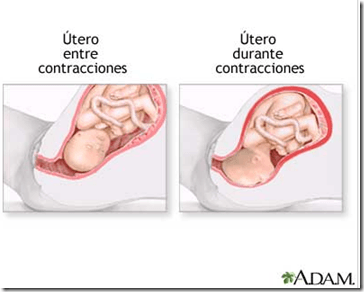 Útero
entre
contracciones
Útero
durante
contracciones
A.D.A.M.